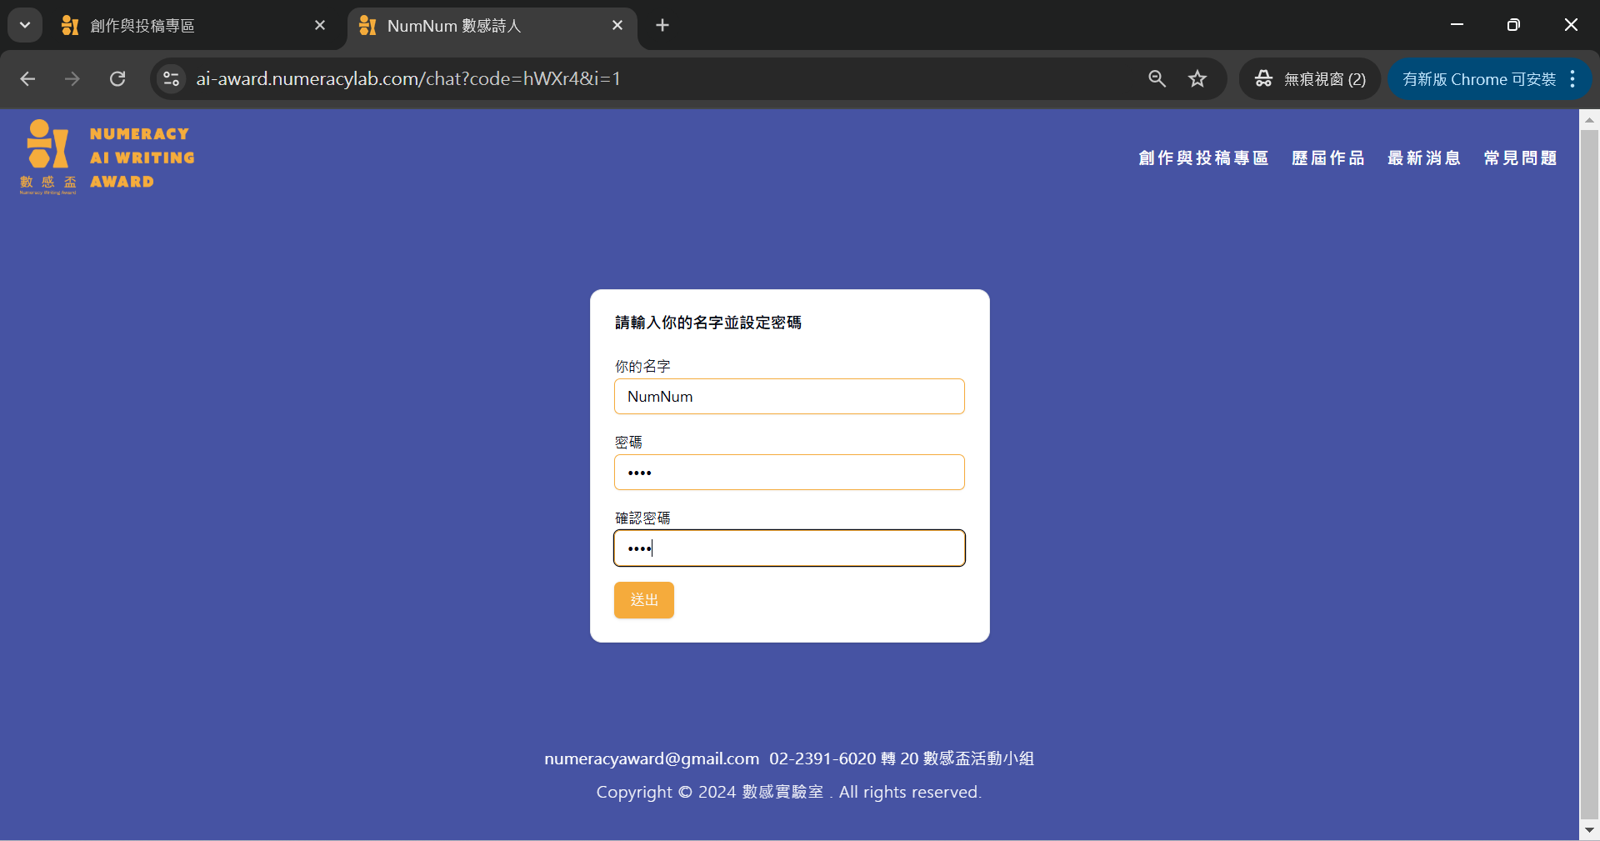 創作與投稿專區
NumNum 數感詩人
ai-award.numeracylab.com/chat?code=hWXr4&i=1
無痕視窗 (2)
有新版 Chrome 可安裝
NUMERACY
AI WRITING
AWARD
數感盃
Numeracy Writing Award
創作與投稿專區 歷屆作品 最新消息 常見問題
請輸入你的名字並設定密碼
你的名字
NumNum
密碼
••••
確認密碼
••••
送出
numeracyaward@gmail.com 02-2391-6020 轉 20 數感盃活動小組
Copyright © 2024 數感實驗室 . All rights reserved.